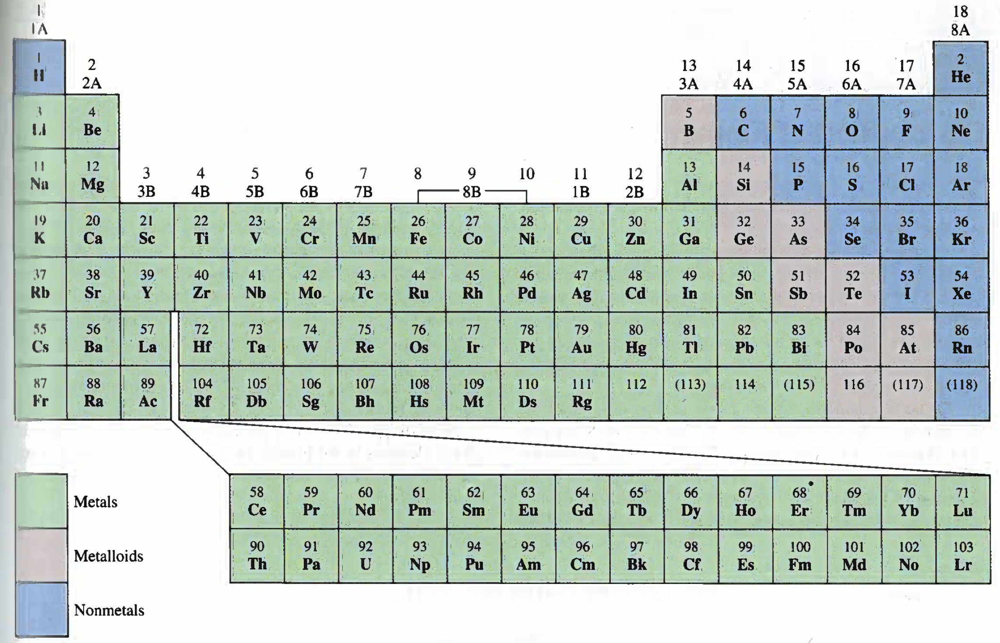 1 18
1A 8A
1 2
H He
2 13 14 15 16 17
2A 3A 4A 5A 6A 7A
3 4 5 6 7 8 9 10
Li Be B C N O F Ne
11 12 13 14 15 16 17 18
Na Mg Al Si P S Cl Ar
3 4 5 6 7 8 9 10 11 12
3B 4B 5B 6B 7B 8B 1B 2B
19 20 21 22 23 24 25 26 27 28 29 30 31 32 33 34 35 36
K Ca Sc Ti V Cr Mn Fe Co Ni Cu Zn Ga Ge As Se Br Kr
37 38 39 40 41 42 43 44 45 46 47 48 49 50 51 52 53 54
Rb Sr Y Zr Nb Mo Tc Ru Rh Pd Ag Cd In Sn Sb Te I Xe
55 56 57 72 73 74 75 76 77 78 79 80 81 82 83 84 85 86
Cs Ba La Hf Ta W Re Os Ir Pt Au Hg Tl Pb Bi Po At Rn
87 88 89 104 105 106 107 108 109 110 111 112 (113) 114 (115) 116 (117) (118)
Fr Ra Ac Rf Db Sg Bh Hs Mt Ds Rg
58 59 60 61 62 63 64 65 66 67 68 69 70 71
Ce Pr Nd Pm Sm Eu Gd Tb Dy Ho Er Tm Yb Lu
90 91 92 93 94 95 96 97 98 99 100 101 102 103
Th Pa U Np Pu Am Cm Bk Cf Es Fm Md No Lr
Metals
Metalloids
Nonmetals